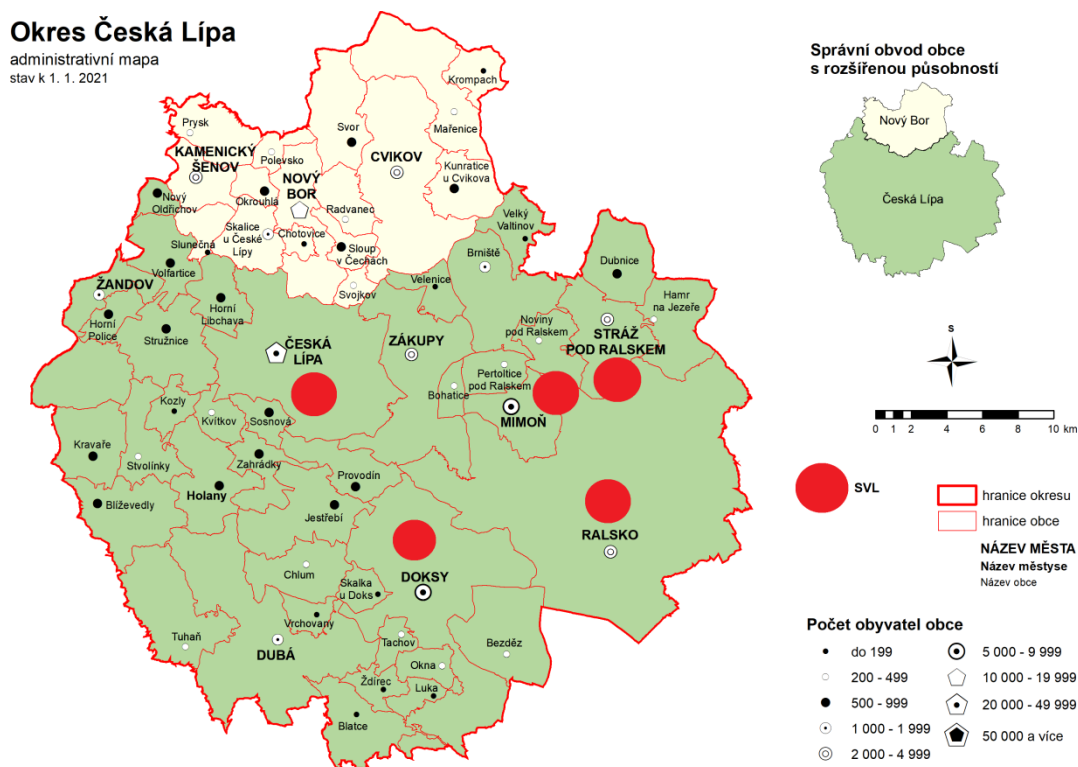 Okres Česká Lípa
administrativní mapa
stav k 1. 1. 2021
Správní obvod obce
s rozšířenou působností
Nový Bor
Česká Lípa
Krompach
Prysk
Mařenice
Svor
KAMENICKÝ
ŠENOV
Polevsko
CVIKOV
Kunratice
u Cvikova
NOVÝ
BOR
Nový
Oldřichov
Okrouhlá
Radvanec
Velký
Valtinov
Skalice
u České
Lípy
Chotovice
Slunečná
Sloup
v Čechách
Brniště
Dubnice
Volfartice
ŽANDOV
Velenice
Svojkov
Hamr
na Jezeře
Horní
Libchava
Horní
Police
Stružnice
Noviny
pod Ralskem
STRÁŽ
POD RALSKEM
ČESKÁ
LÍPA
ZÁKUPY
Pertoltice
pod Ralskem
Bohatice
MIMOŇ
Kozly
Kvítkov
Sosnová
Kravaře
Stvolínky
Zahrádky
Provodín
Holany
Blíževedly
Jestřebí
RALSKO
DOKSY
Chlum
Skalka
u Doks
Vrchovany
Tuhaň
DUBÁ
Tachov
Bezděz
Okna
Ždírec
Luka
Blatce
S
0 1 2 4 6 8 10 km
SVL
hranice okresu
hranice obce
NÁZEV MĚSTA
Název městyse
Název obce
Počet obyvatel obce
do 199
200 - 499
500 - 999
1 000 - 1 999
2 000 - 4 999
5 000 - 9 999
10 000 - 19 999
20 000 - 49 999
50 000 a více